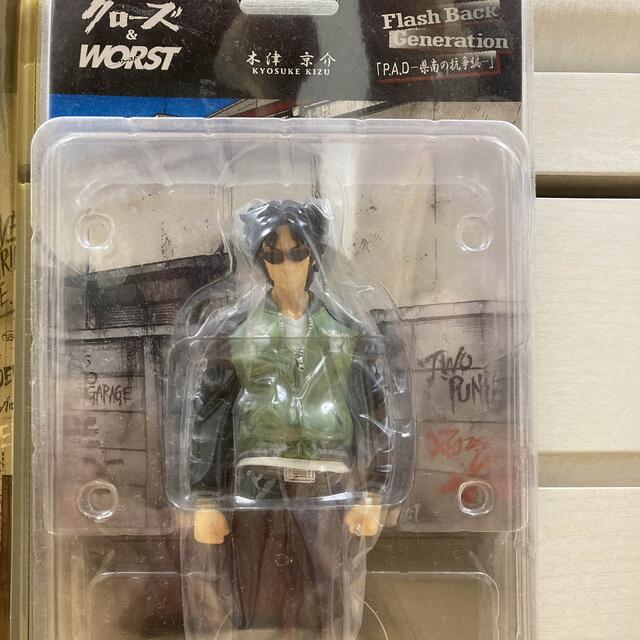 クローズ
&
WORST
木津 京介
KYOSUKE KIZU
Flash Back
Generation
「P.A.D－県南の抗争編－」
GARAGE
TWO
PUN